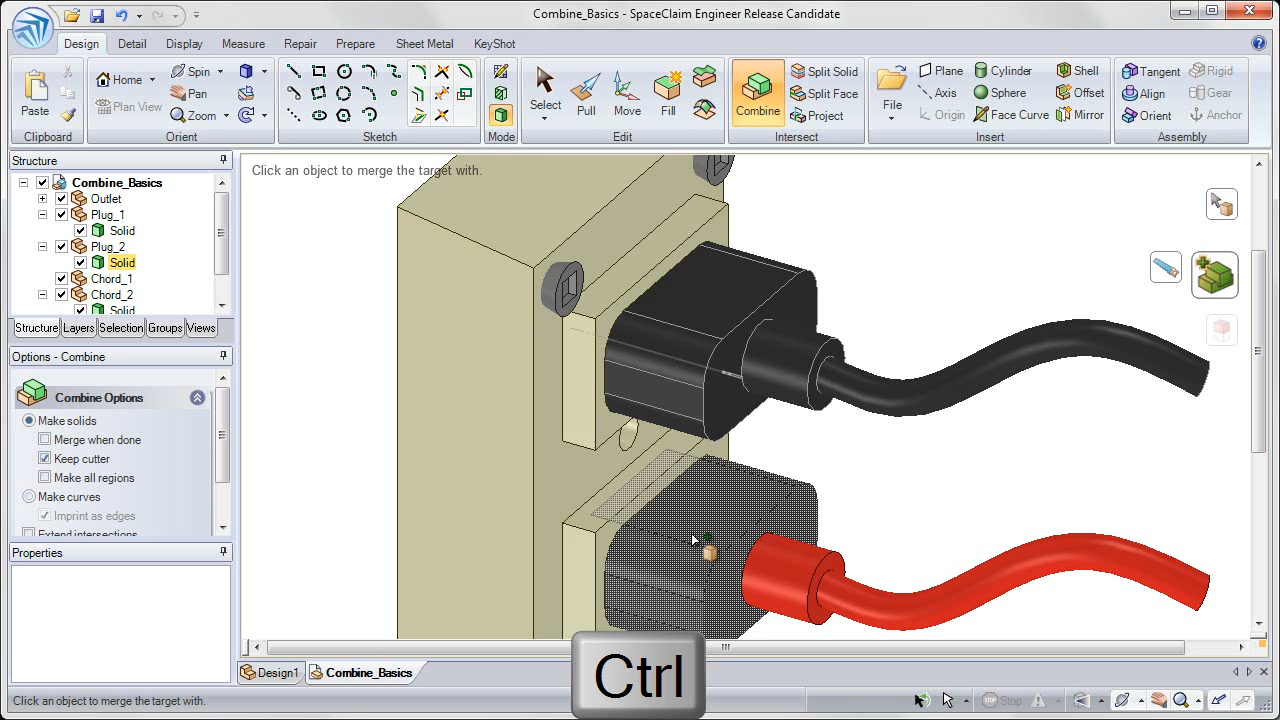 Combine_Basics - SpaceClaim Engineer Release Candidate
Design Detail Display Measure Repair Prepare Sheet Metal KeyShot
Home Spin Select Pull Move Fill Combine Split Solid File Plane Cylinder Shell Tangent Rigid
Paste Plan View Pan Split Face Axis Sphere Offset Align Gear
Zoom Project Origin Face Curve Mirror Orient Anchor
Clipboard Orient Sketch Mode Edit Intersect Insert Assembly
Structure
Click an object to merge the target with.
Combine_Basics
Outlet
Plug_1
Solid
Plug_2
Solid
Chord_1
Chord_2
Solid
Structure Layers Selection Groups Views
Options - Combine
Combine Options
Make solids
Merge when done
Keep cutter
Make all regions
Make curves
Imprint as edges
Extend intersections
Properties
Ctrl
Design1 Combine_Basics
Click an object to merge the target with.
Stop